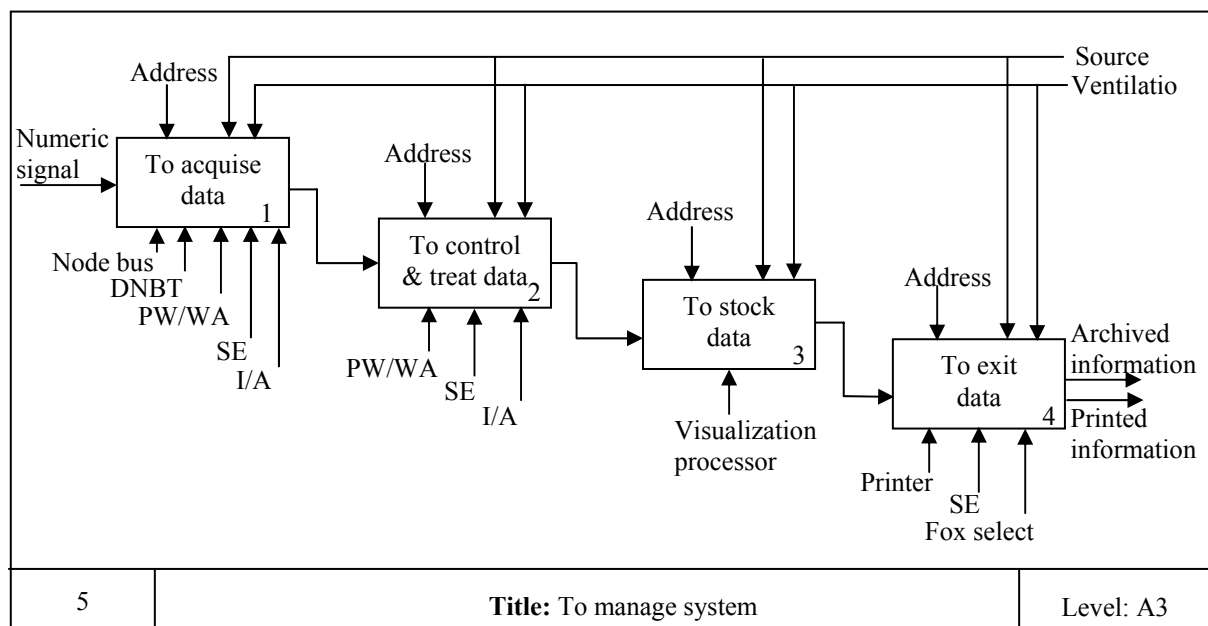 Source
Ventilatio
Address
Numeric
signal
To acquise
data
1
Node bus
DNBT
PW/WA
SE
I/A
Address
To control
& treat data
2
PW/WA
SE
I/A
Address
To stock
data
3
Visualization
processor
Address
To exit
data
4
Archived
information
Printed
information
Printer
SE
Fox select
5
Title: To manage system
Level: A3